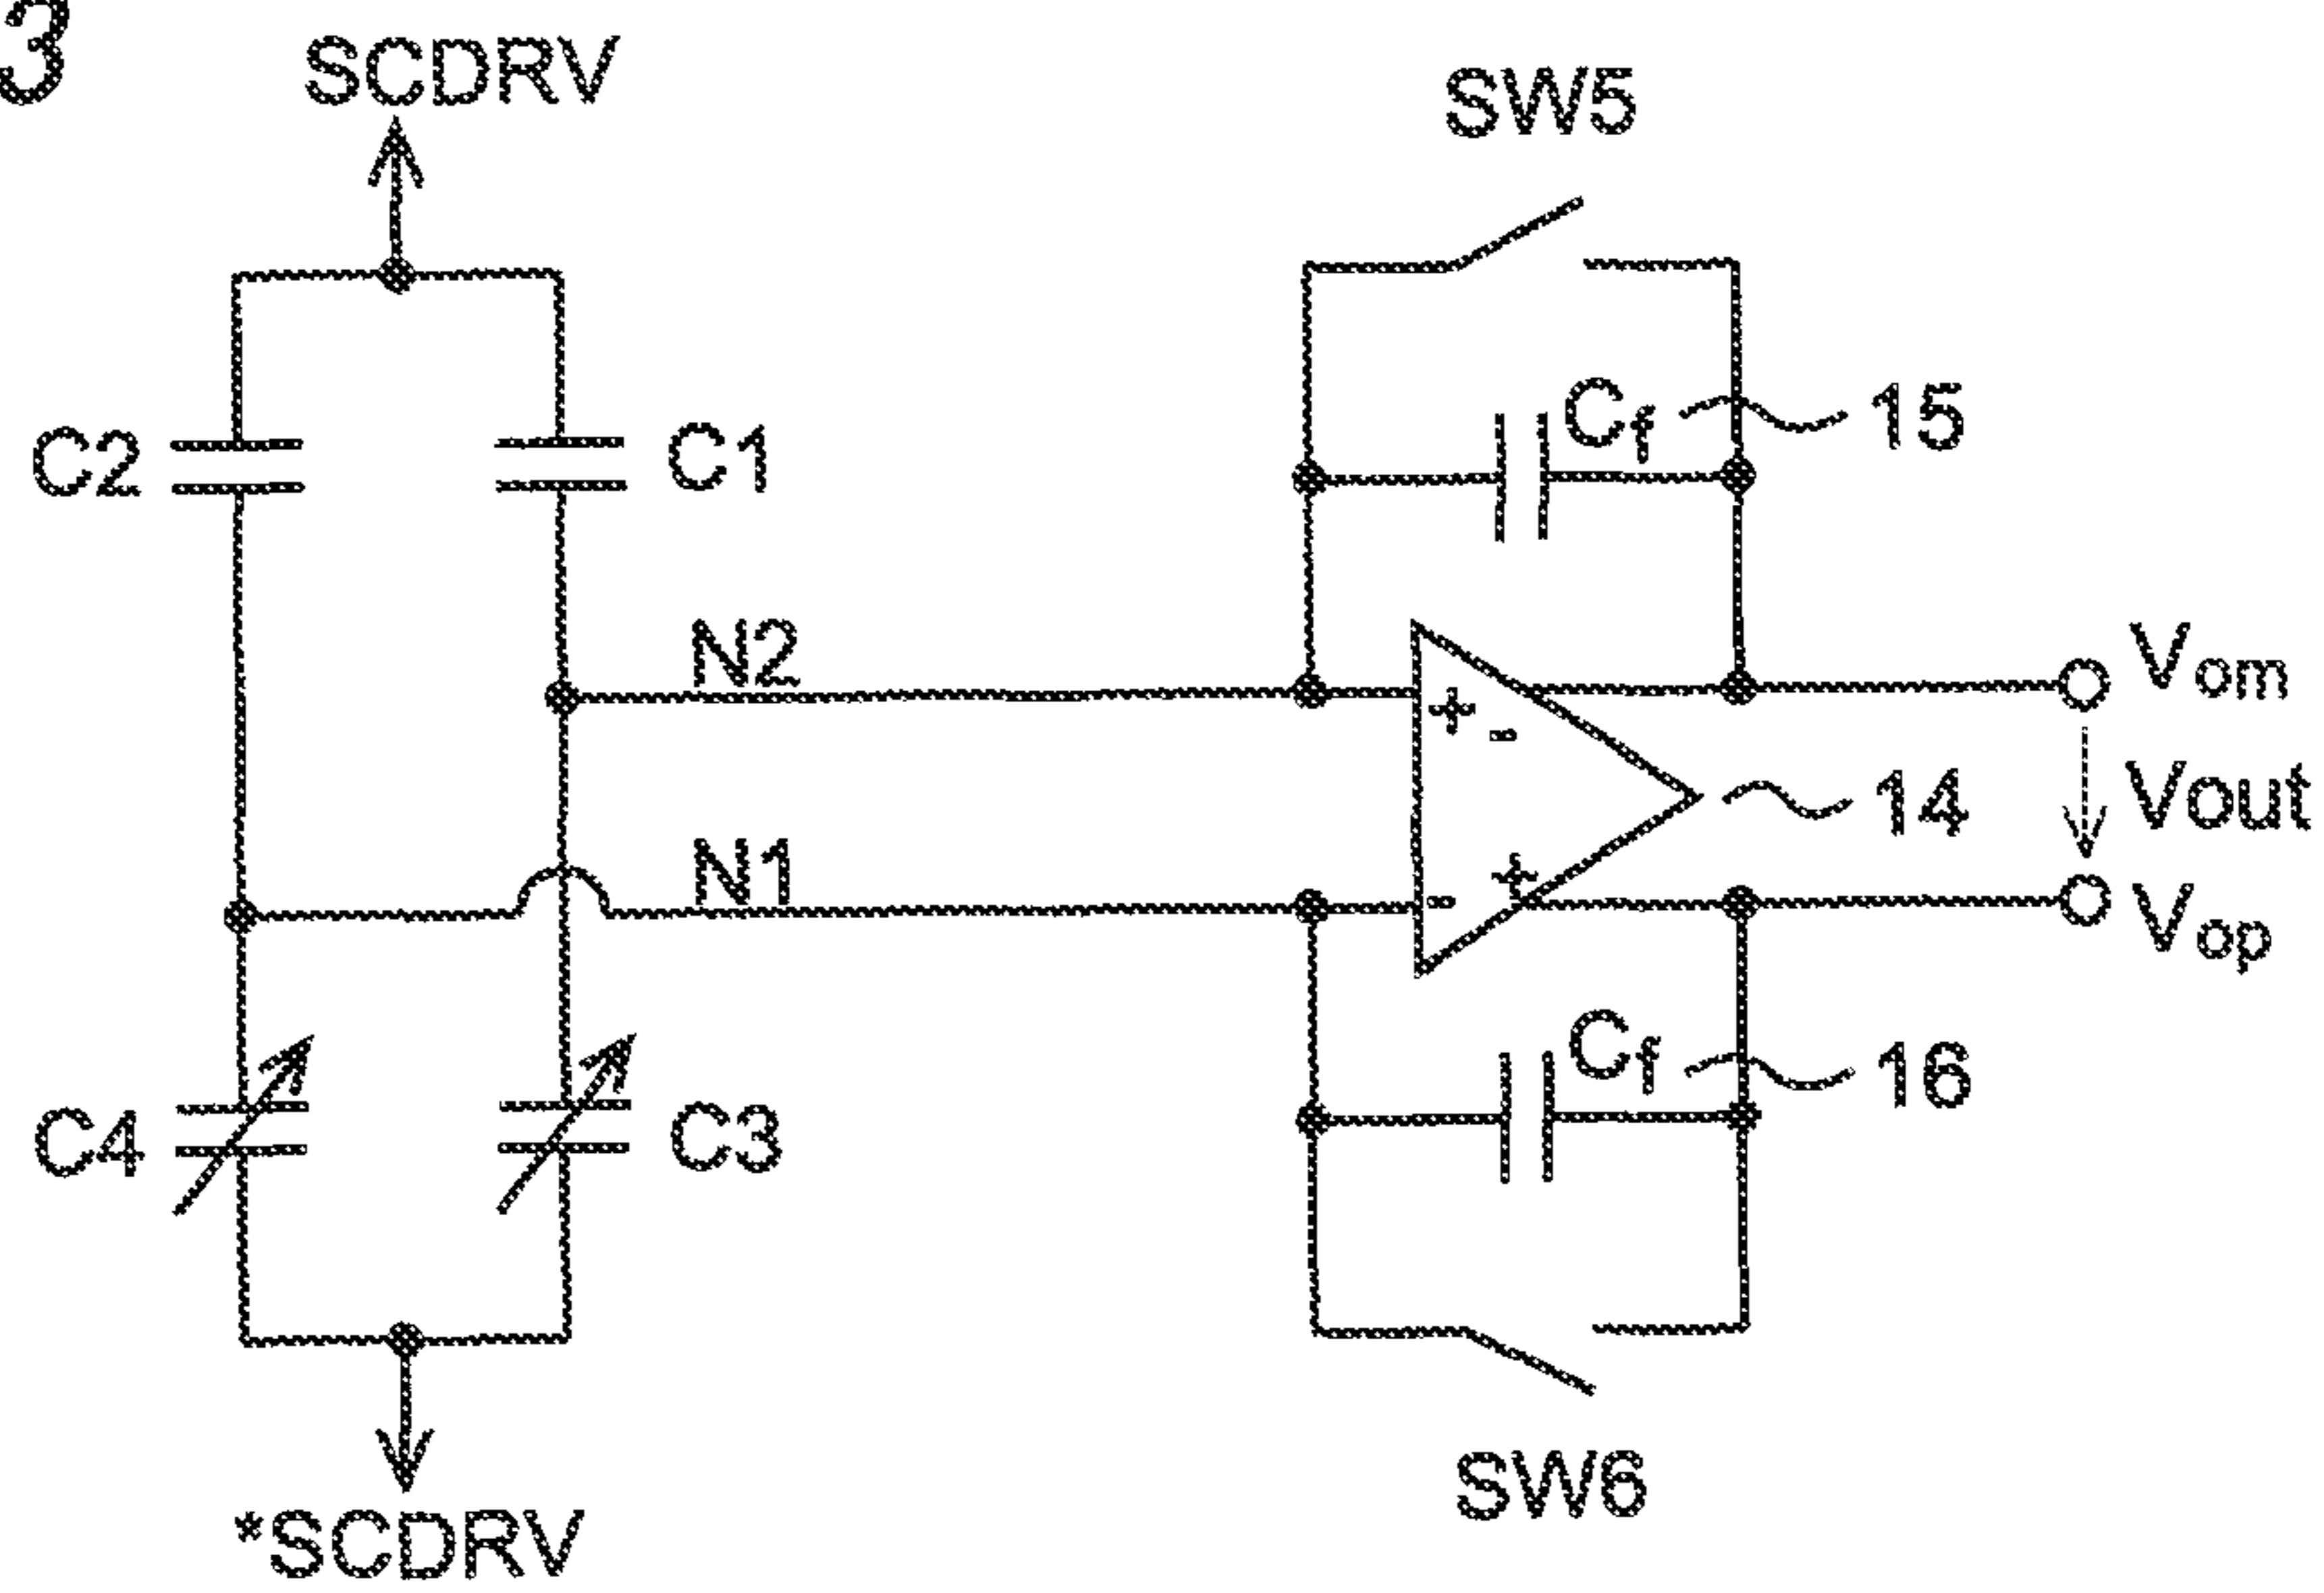 3
SCDRV
SW5
C2
C1
Cf
15
N2
+
-
Vom
14
Vout
N1
-
+
Vop
C4
C3
Cf
16
SW6
*SCDRV